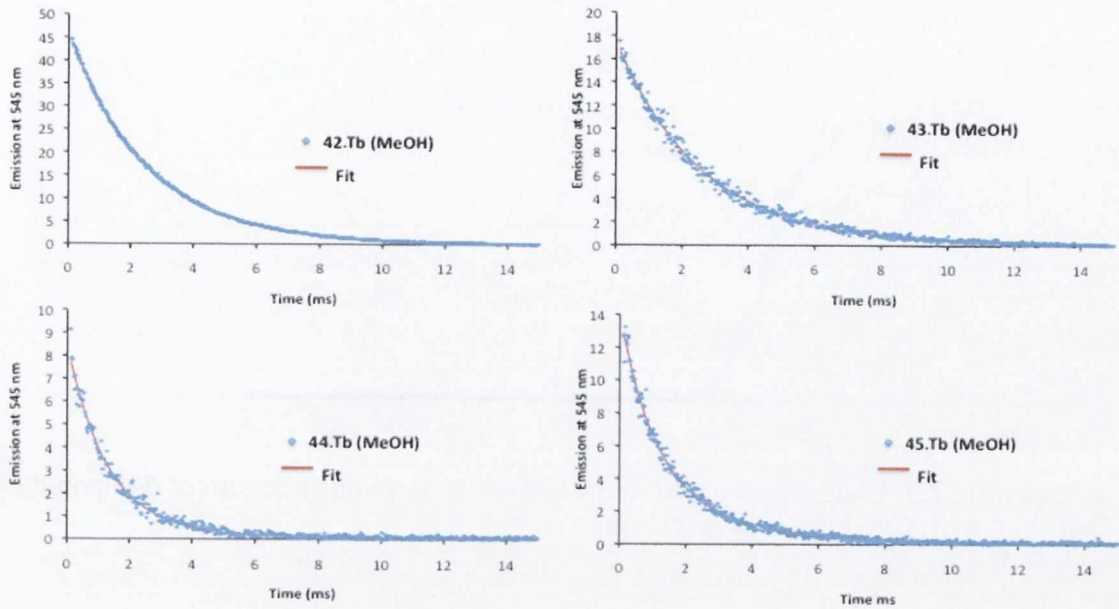 Emission at 545 nm
50
45
40
35
30
25
20
15
10
5
0
42.Tb (MeOH)
Fit
0 2 4 6 8 10 12 14
Time (ms)
Emission at 545 nm
20
18
16
14
12
10
8
6
4
2
0
43.Tb (MeOH)
Fit
0 2 4 6 8 10 12 14
Time (ms)
Emission at 545 nm
10
9
8
7
6
5
4
3
2
1
0
44.Tb (MeOH)
Fit
0 2 4 6 8 10 12 14
Time (ms)
Emission at 545 nm
14
12
10
8
6
4
2
0
45.Tb (MeOH)
Fit
0 2 4 6 8 10 12 14
Time ms